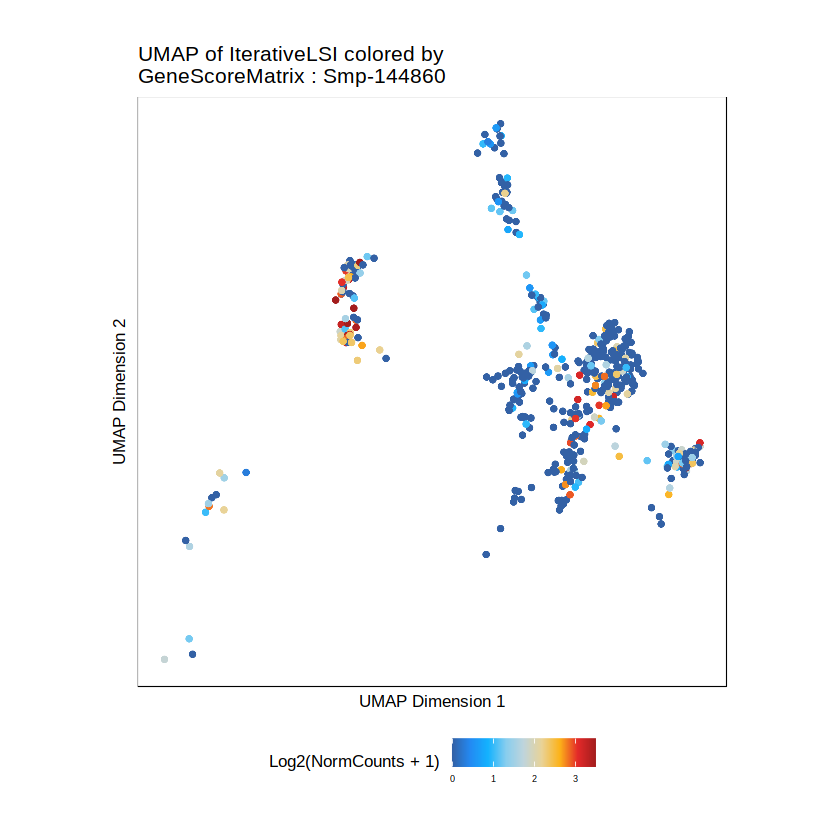 UMAP of IterativeLSI colored by
GeneScoreMatrix : Smp-144860
UMAP Dimension 2
UMAP Dimension 1
Log2(NormCounts + 1)
0 1 2 3